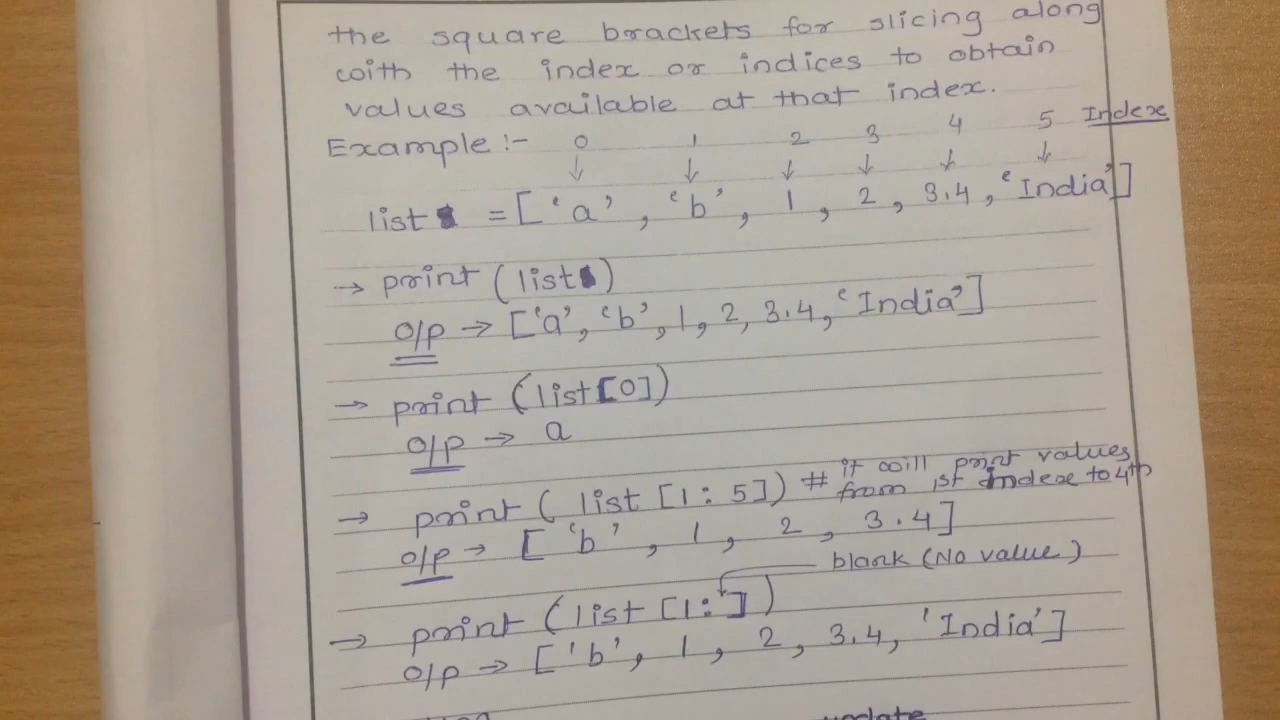 the square brackets for slicing along
with the index or indices to obtain
values available at that index.
Example :- 0 1 2 3 4 5 Index
↓ ↓ ↓ ↓ ↓ ↓
list = ['a', 'b', 1, 2, 3.4, 'India']
→ print (list)
O/P → ['a', 'b', 1, 2, 3.4, 'India']
→ print (list[0])
O/P → a
→ print ( list [1 : 5]) # it will print values
from 1st index to 4th
O/P → [ 'b' , 1, 2, 3.4]
blank (No value)
→ print (list [1: ])
O/P → ['b', 1, 2, 3.4, 'India']
update